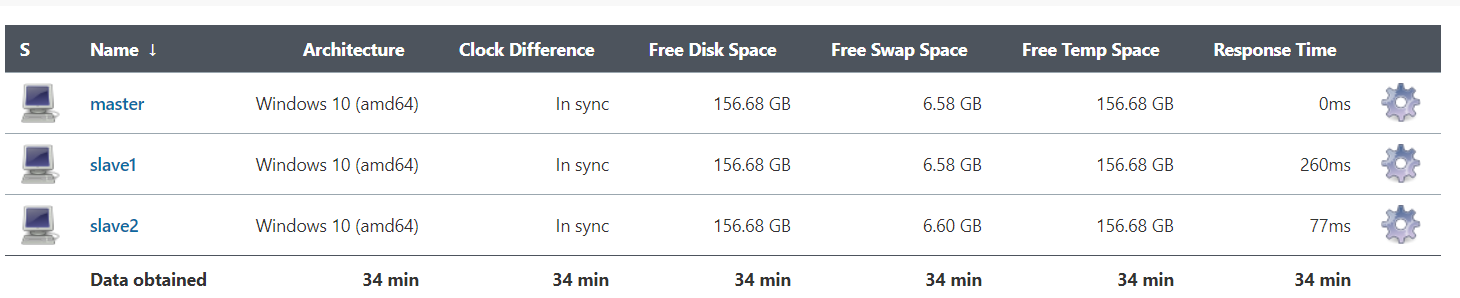 S Name ↓ Architecture Clock Difference Free Disk Space Free Swap Space Free Temp Space Response Time
master Windows 10 (amd64) In sync 156.68 GB 6.58 GB 156.68 GB 0ms
slave1 Windows 10 (amd64) In sync 156.68 GB 6.58 GB 156.68 GB 260ms
slave2 Windows 10 (amd64) In sync 156.68 GB 6.60 GB 156.68 GB 77ms
Data obtained 34 min 34 min 34 min 34 min 34 min 34 min